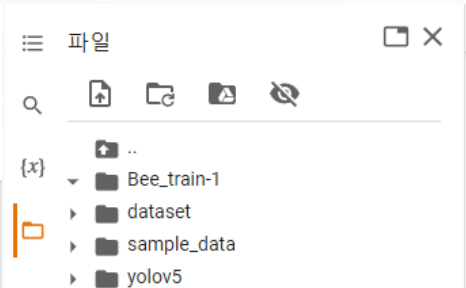 파일
..
{x}
Bee_train-1
dataset
sample_data
yolov5